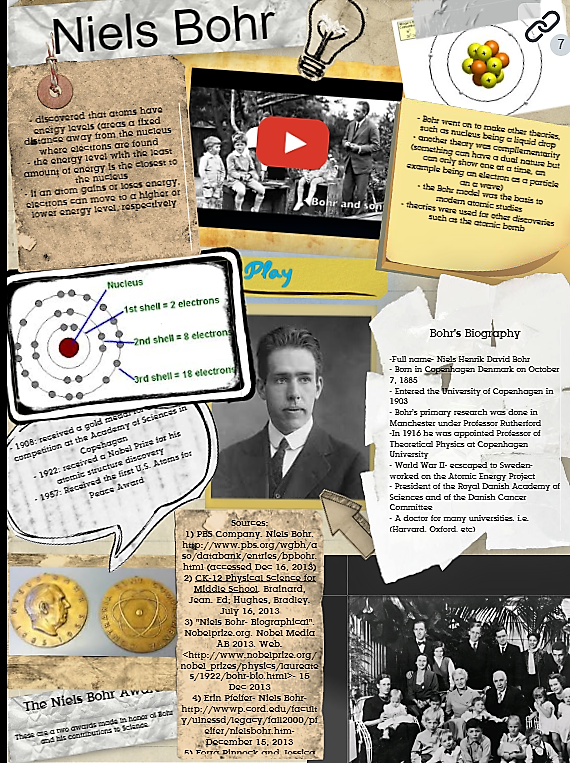 Niels Bohr
7
- discovered that atoms have
energy levels (areas a fixed
distance away from the nucleus
where electrons are found
- the energy level with the least
amount of energy is the closest to
the nucleus
- if an atom gains or loses energy,
electrons can move to a higher or
lower energy level, respectively
Bohr and son
- Bohr went on to make other theories,
such as nucleus being a liquid drop
- another theory was complementarity
(something can have a dual nature but
can only show one at a time, an
example being an electron as a particle
an a wave)
- the Bohr model was the basis to
modern atomic studies
- theories were used for other discoveries
such as the atomic bomb
Play
Nucleus
1st shell = 2 electrons
2nd shell = 8 electrons
3rd shell = 18 electrons
- 1908: received a gold medal for
competition at the Academy of Sciences in
Copehagan
- 1922: received a Nobel Prize for his
atomic structure discovery
- 1957: Received the first U.S. Atoms for
Peace Award
Bohr's Biography
-Full name- Niels Henrik David Bohr
- Born in Copenhagen Denmark on October
7, 1885
- Entered the University of Copenhagen in
1903
- Bohr's primary research was done in
Manchester under Professor Rutherford
-In 1916 he was appointed Professor of
Theoretical Physics at Copenhagen
University
- World War II- ecscaped to Sweden-
worked on the Atomic Energy Project
- President of the Royal Danish Academy of
Sciences and of the Danish Cancer
Committee
- A doctor for many universities. i.e.
(Harvard. Oxford. etc)
Sources:
1) PBS Company. Niels Bohr.
http://www.pbs.org/wgbh/a
so/databank/entries/bpbohr.
html (accessed Dec 16, 2013)
2) CK-12 Physical Science for
Middle School. Brainard,
Jean. Ed; Hughes, Bradley.
July 16, 2013
3) "Niels Bohr- Biographical".
Nobelprize.org. Nobel Media
AB 2013. Web.
<http://www.nobelprize.org/
nobel_prizes/physics/laureate
s/1922/bohr-bio.html>- 15
Dec 2013
4) Erin Pfeifer- Niels Bohr-
http://wwwp.cord.edu/facult
y/ulnessd/legacy/fall2000/pf
eifer/nielsbohr.htm-
December 15, 2013
5) Forra Pinnock and Jessica
The Niels Bohr Award
These are a two awards made in honor of Bohr
and his contributions to Science.